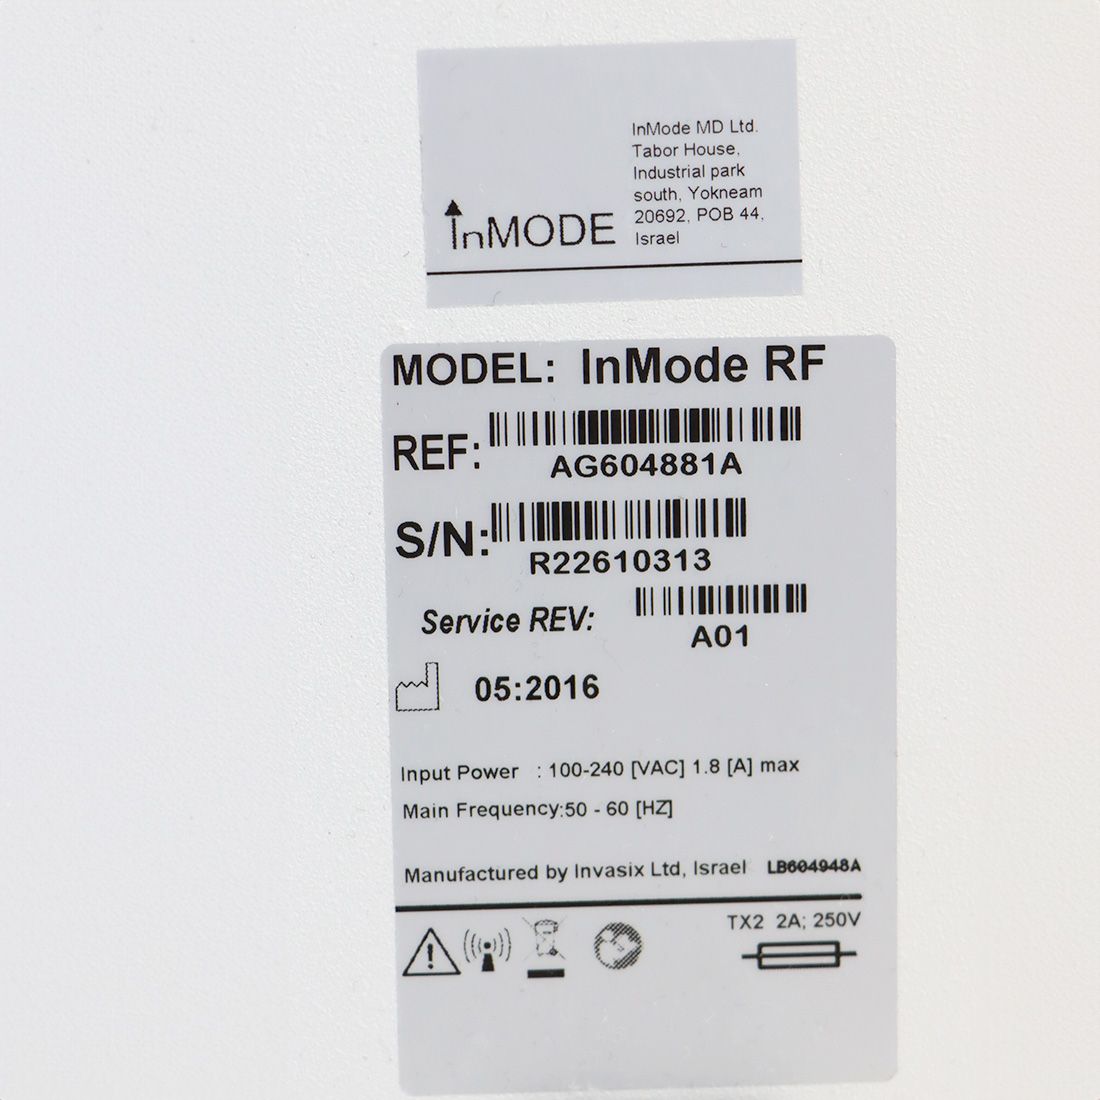 InMode MD Ltd.
Tabor House,
Industrial park
south, Yokneam
20692, POB 44,
Israel
InMODE
MODEL: InMode RF
REF:
AG604881A
S/N:
R22610313
Service REV:
A01
05:2016
Input Power : 100-240 [VAC] 1.8 [A] max
Main Frequency:50 - 60 [HZ]
Manufactured by Invasix Ltd, Israel LB604948A
TX2 2A; 250V